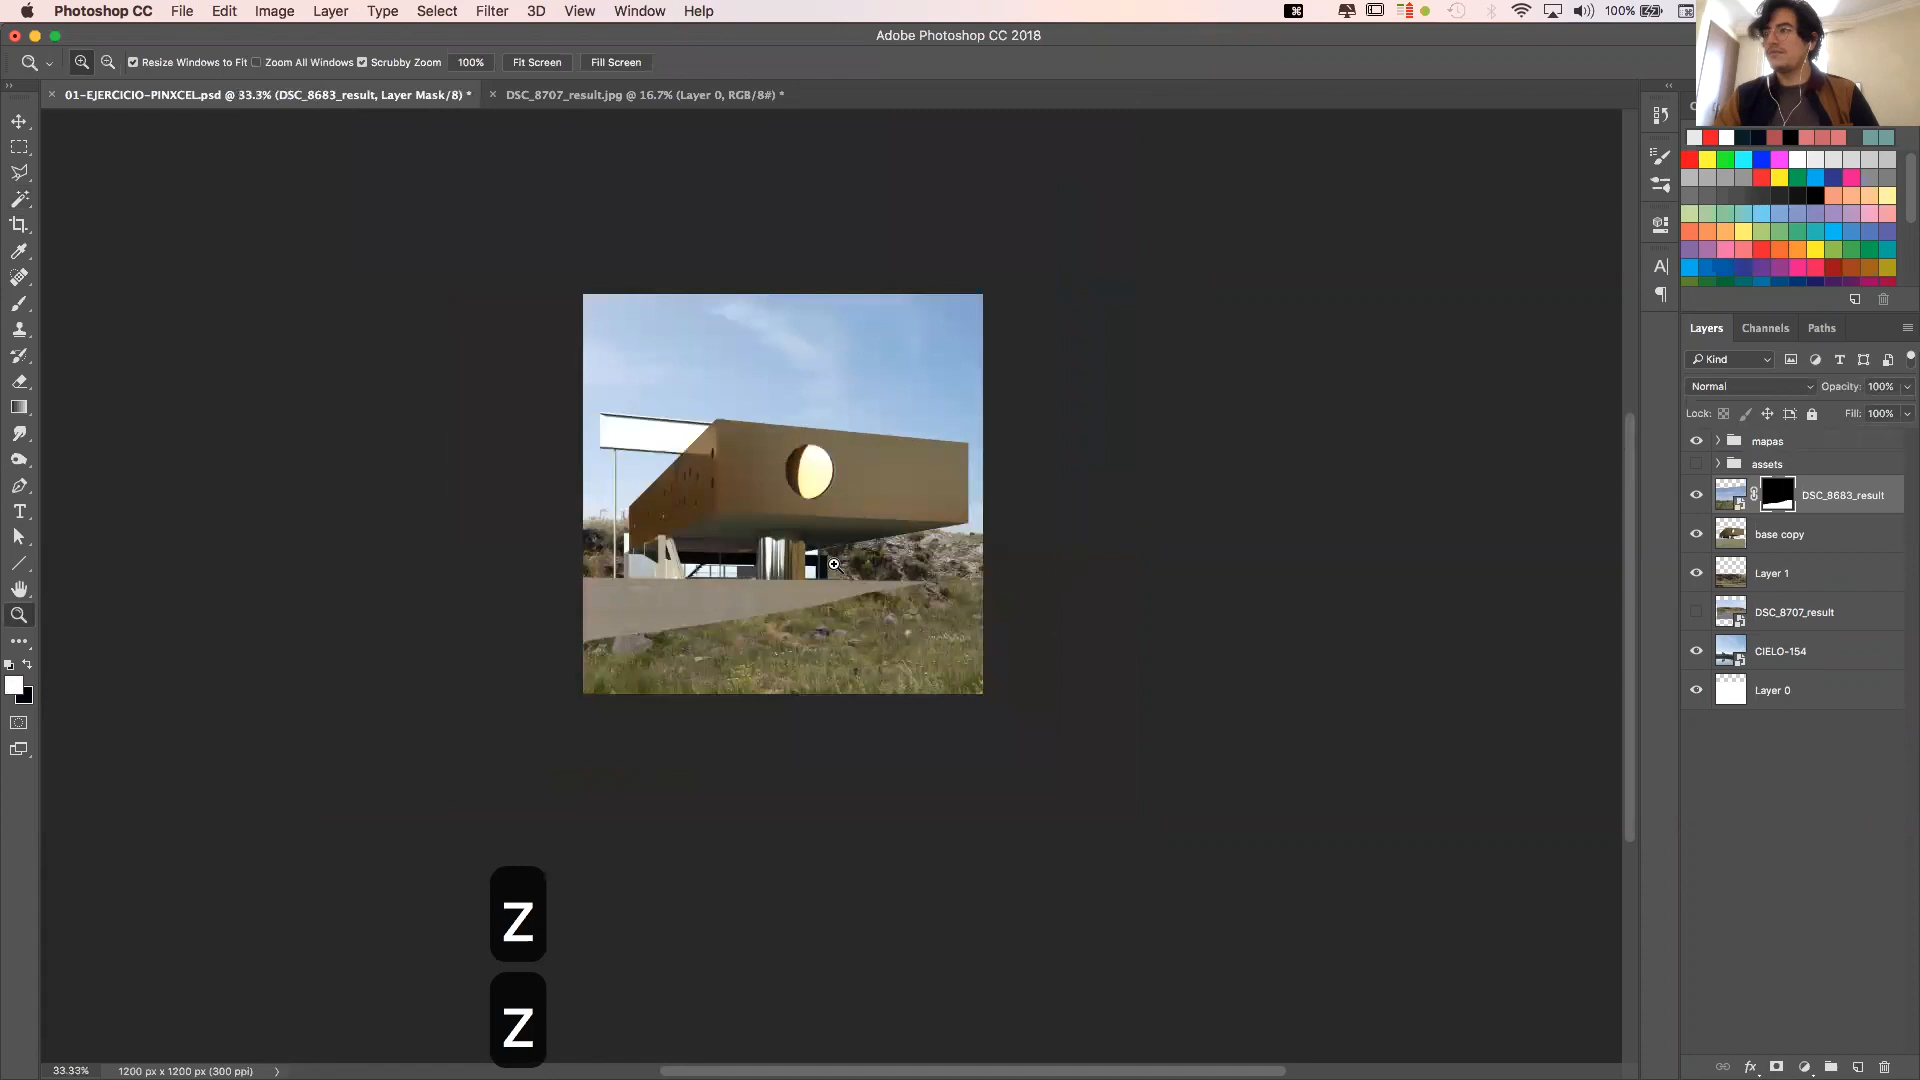 Photoshop CC File Edit Image Layer Type Select Filter 3D View Window Help 100%
Adobe Photoshop CC 2018
Resize Windows to Fit Zoom All Windows Scrubby Zoom 100% Fit Screen Fill Screen
01-EJERCICIO-PINXCEL.psd @ 33.3% (DSC_8683_result, Layer Mask/8) * DSC_8707_result.jpg @ 16.7% (Layer 0, RGB/8#) *
Layers Channels Paths
Kind
Normal Opacity: 100%
Lock: Fill: 100%
mapas
assets
DSC_8683_result
base copy
Layer 1
DSC_8707_result
CIELO-154
Layer 0
Z
Z
33.33% 1200 px x 1200 px (300 ppi)